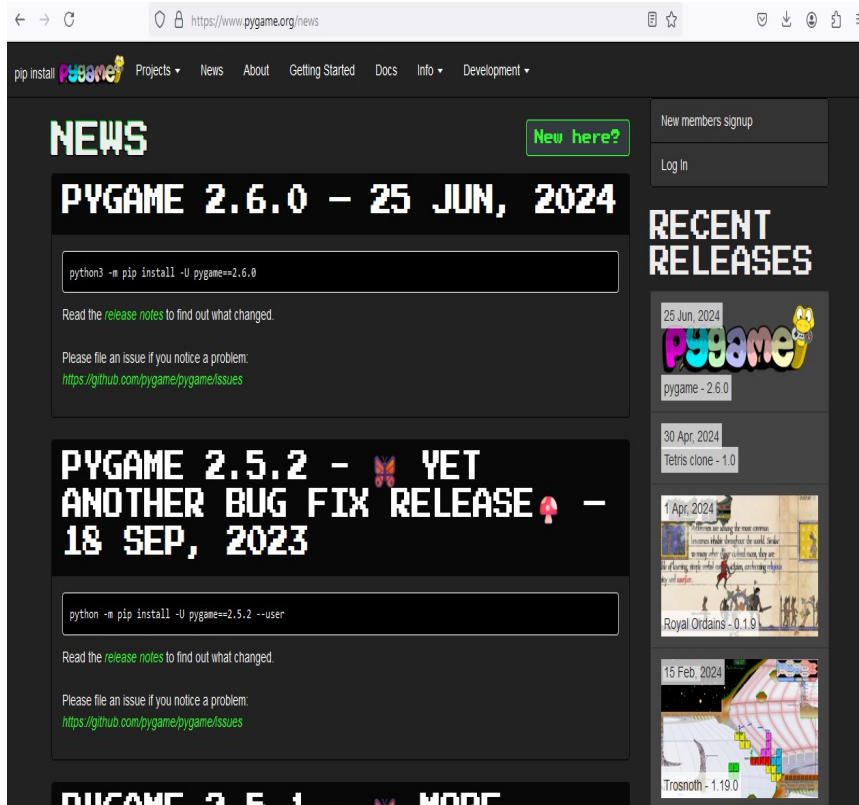 https://www.pygame.org/news
pip install pygame Projects News About Getting Started Docs Info Development
NEWS
New here?
PYGAME 2.6.0 — 25 JUN, 2024
python3 -m pip install -U pygame==2.6.0
Read the release notes to find out what changed.
Please file an issue if you notice a problem:
https://github.com/pygame/pygame/issues
PYGAME 2.5.2 - 🦋 YET
ANOTHER BUG FIX RELEASE🍄 —
18 SEP, 2023
python -m pip install -U pygame==2.5.2 --user
Read the release notes to find out what changed.
Please file an issue if you notice a problem:
https://github.com/pygame/pygame/issues
PYGAME 2.5.1 🦋 MORE
New members signup
Log In
RECENT
RELEASES
25 Jun, 2024
pygame
pygame - 2.6.0
30 Apr, 2024
Tetris clone - 1.0
1 Apr, 2024
Royal Ordains - 0.1.9
15 Feb, 2024
Trosnoth - 1.19.0